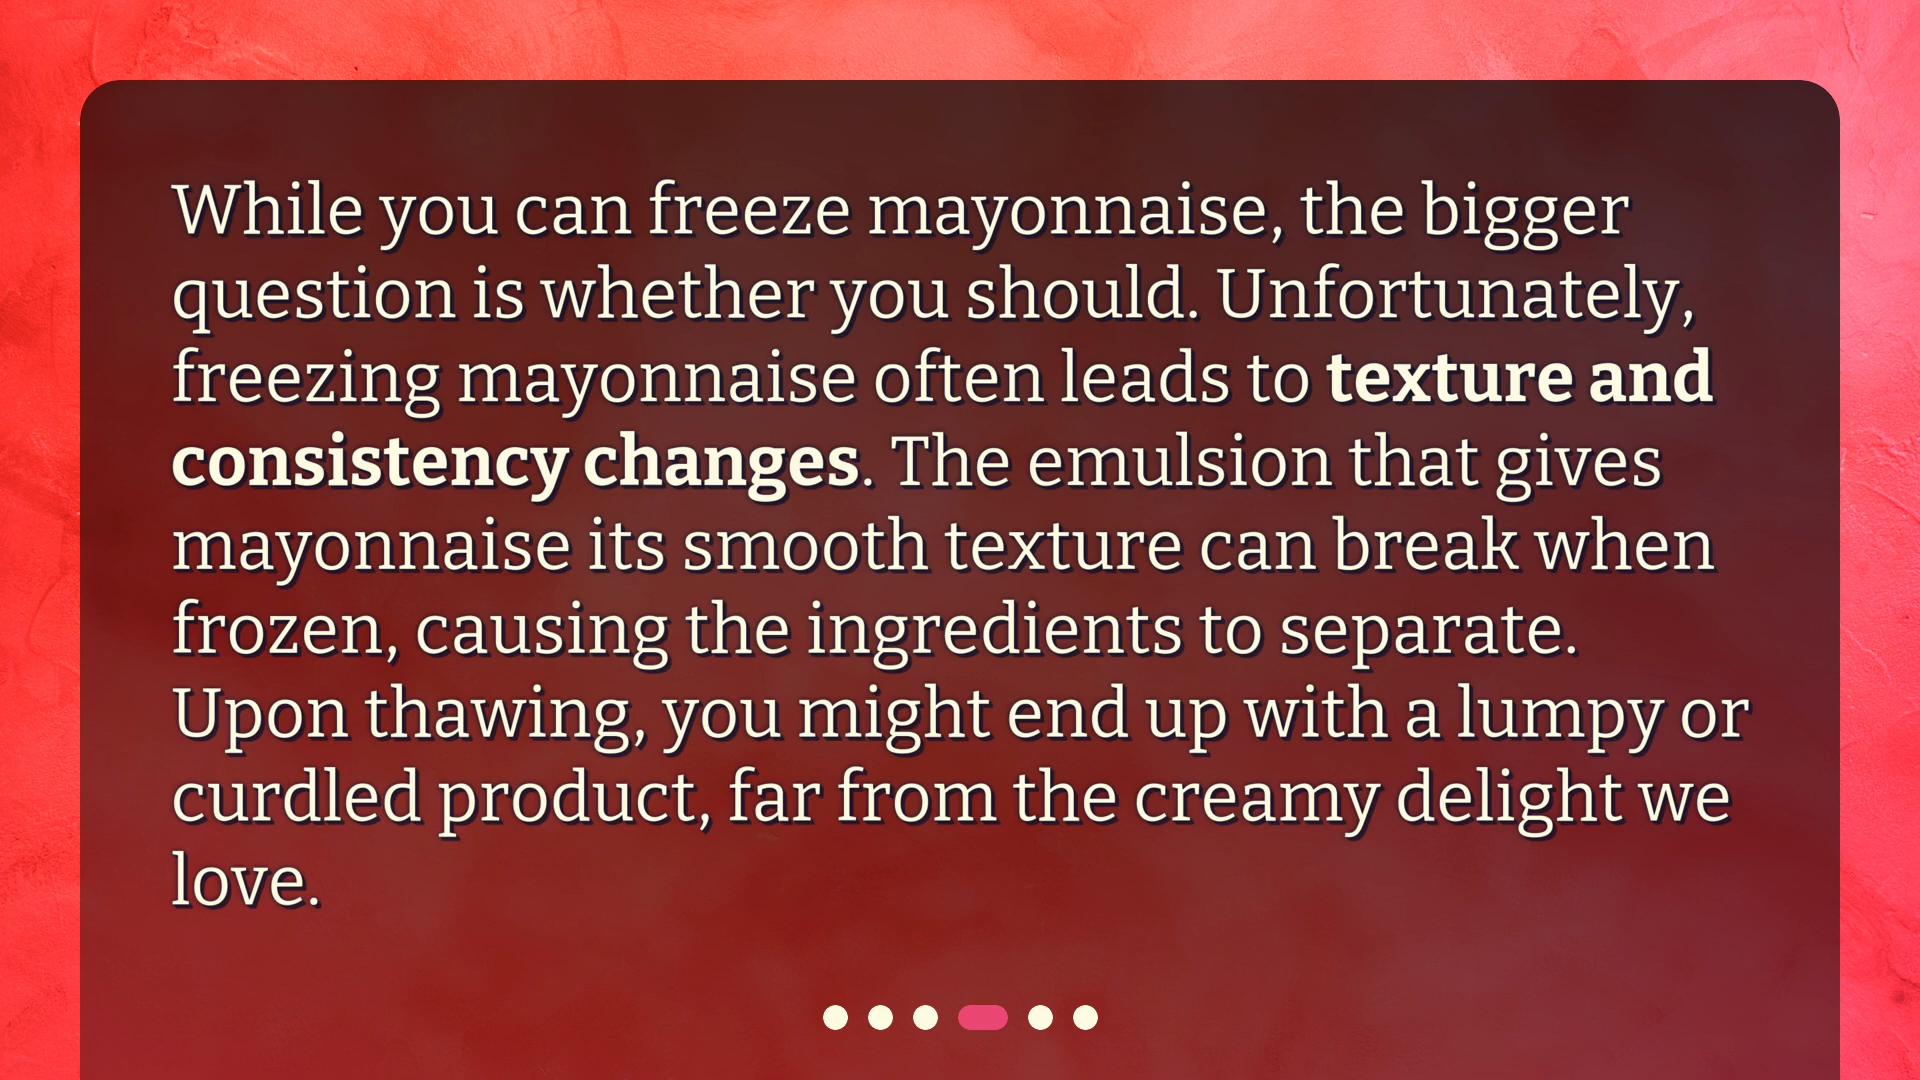 While you can freeze mayonnaise, the bigger
question is whether you should. Unfortunately,
freezing mayonnaise often leads to texture and
consistency changes. The emulsion that gives
mayonnaise its smooth texture can break when
frozen, causing the ingredients to separate.
Upon thawing, you might end up with a lumpy or
curdled product, far from the creamy delight we
love.